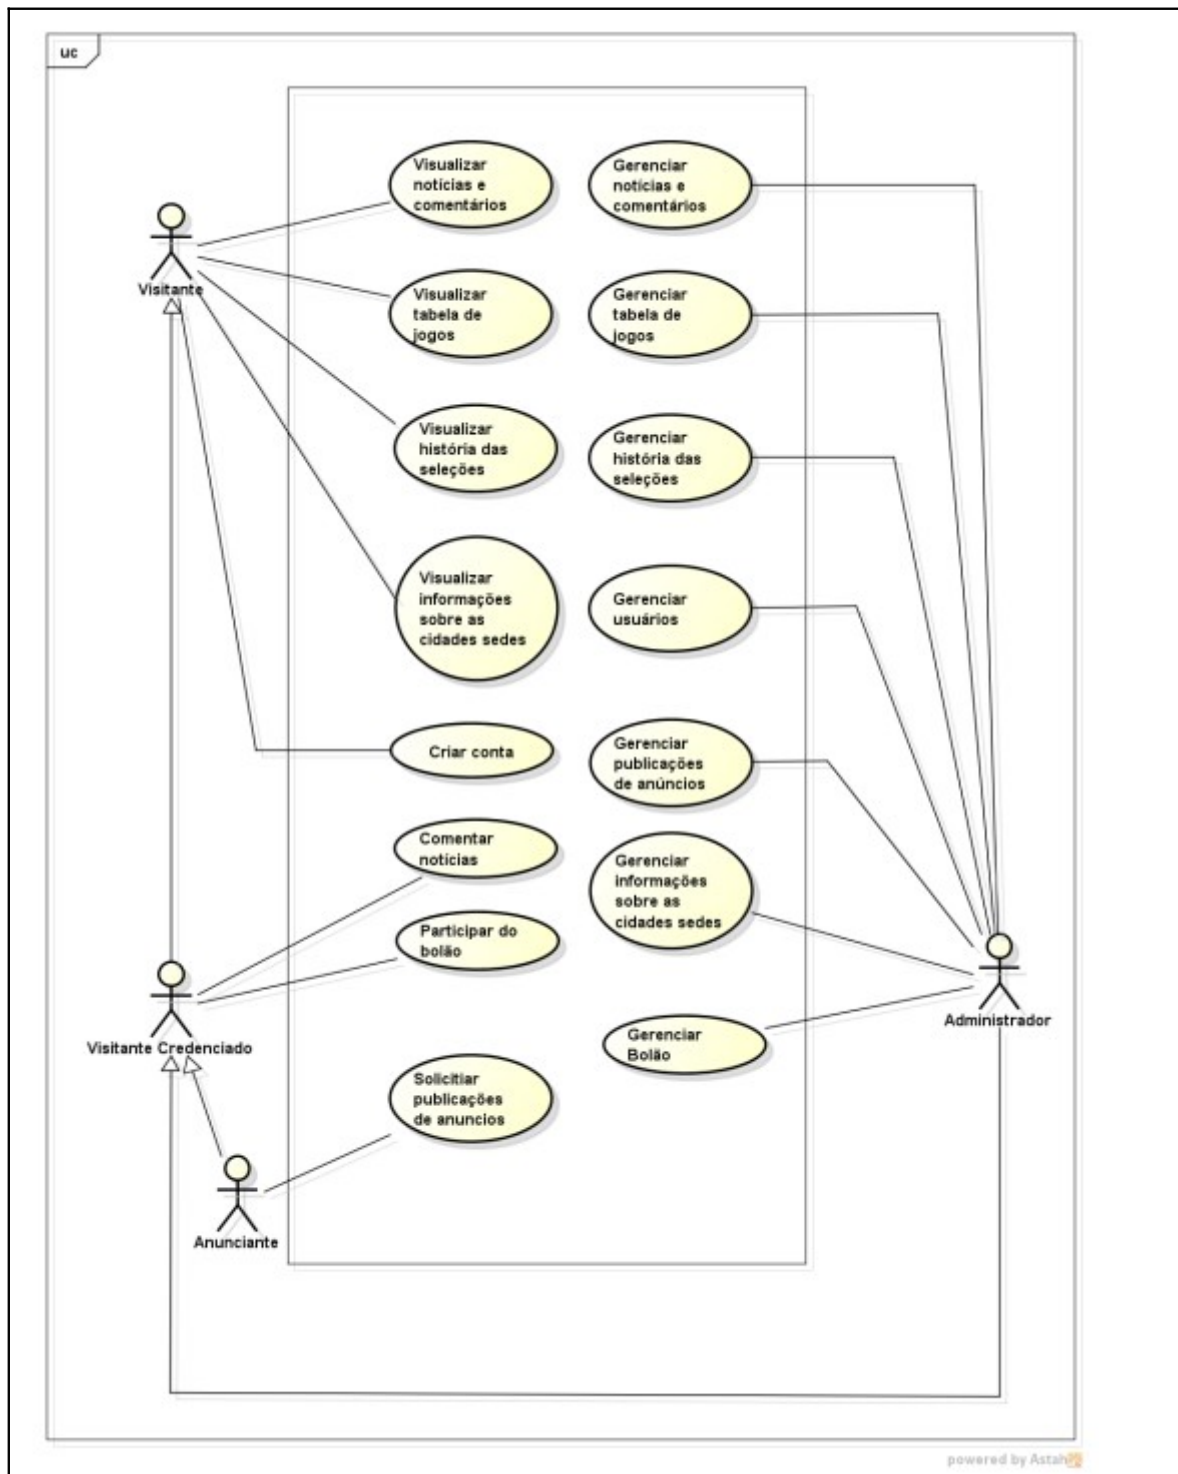 uc
Visualizar
notícias e
comentários
Gerenciar
notícias e
comentários
Visitante
Visualizar
tabela de
jogos
Gerenciar
tabela de
jogos
Visualizar
história das
seleções
Gerenciar
história das
seleções
Visualizar
informações
sobre as
cidades sedes
Gerenciar
usuários
Criar conta
Gerenciar
publicações
de anúncios
Comentar
notícias
Gerenciar
informações
sobre as
cidades sedes
Participar do
bolão
Visitante Credenciado
Administrador
Gerenciar
Bolão
Solicitiar
publicações
de anuncios
Anunciante
powered by Astah